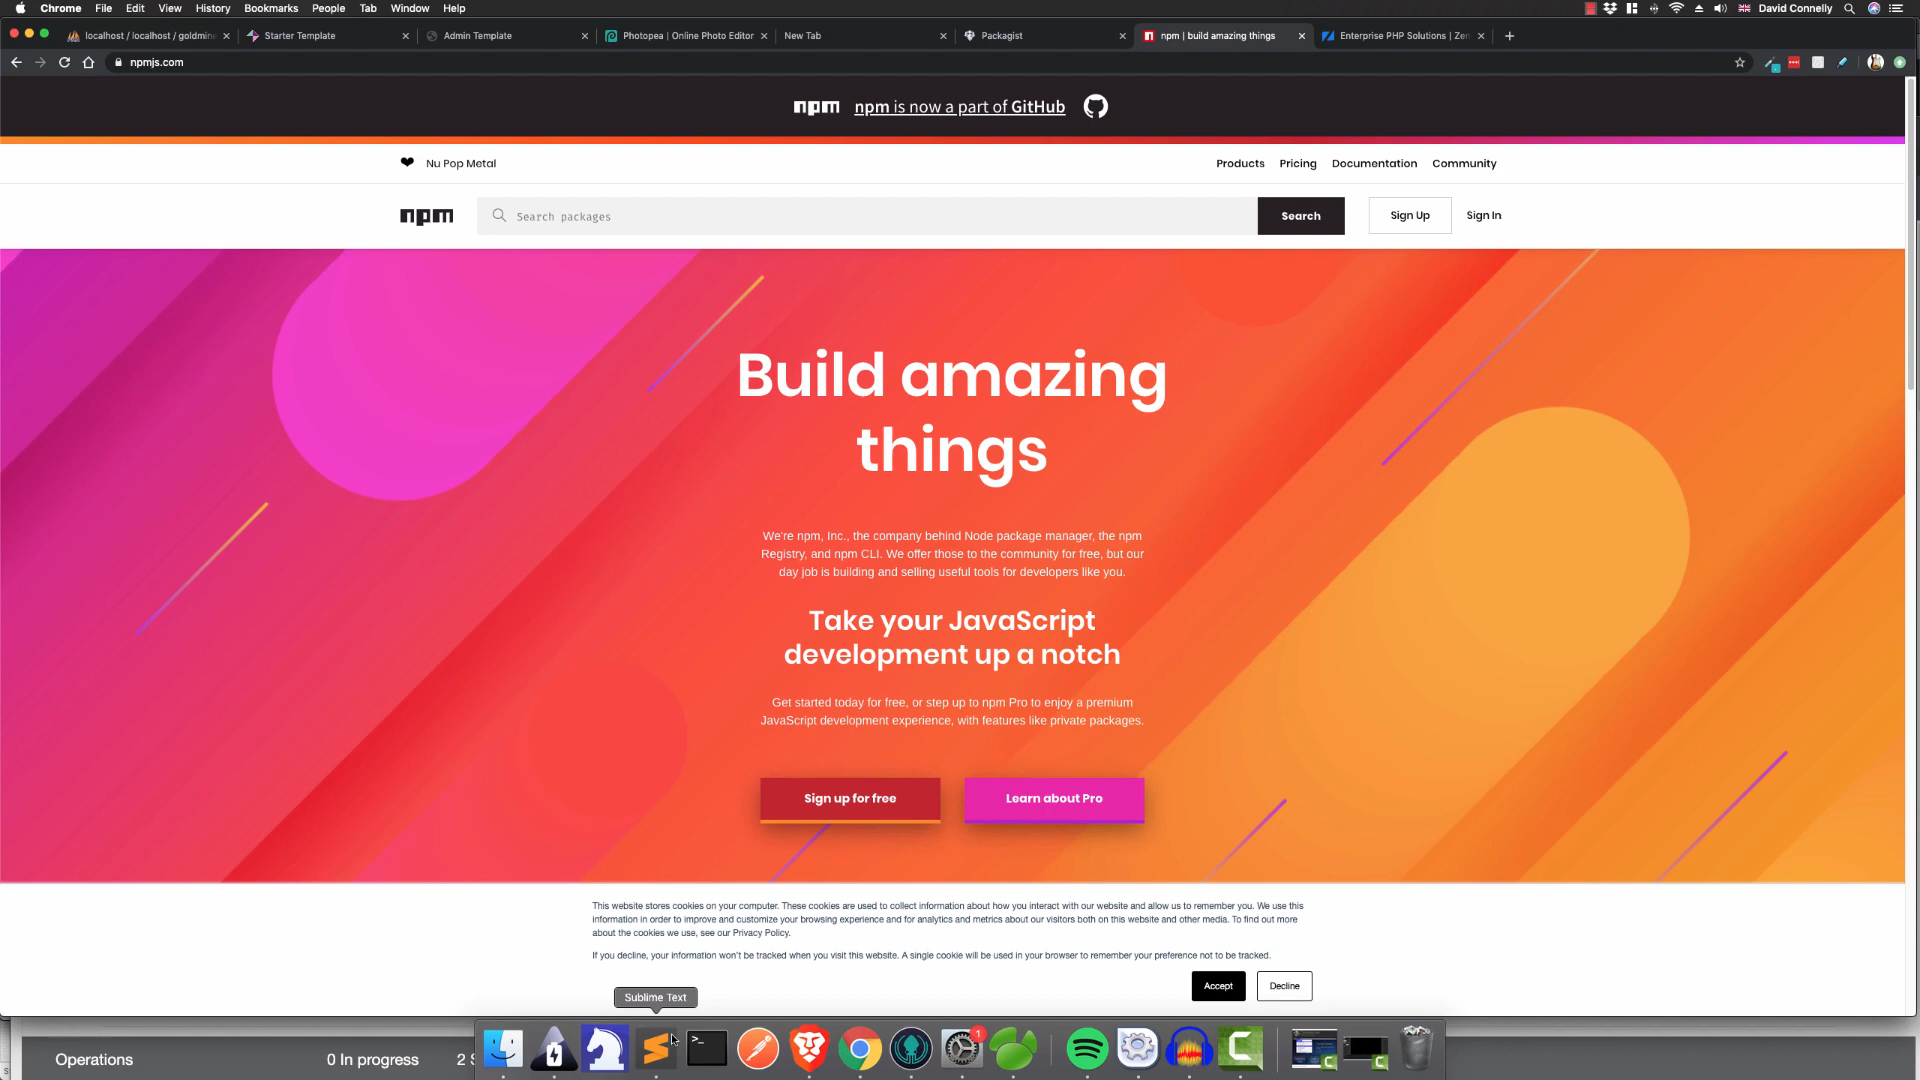 Chrome File Edit View History Bookmarks People Tab Window Help David Connelly
localhost / localhost / goldmine Starter Template Admin Template Photopea | Online Photo Editor New Tab Packagist npm | build amazing things Enterprise PHP Solutions | Zen
npmjs.com
npm npm is now a part of GitHub
❤ Nu Pop Metal Products Pricing Documentation Community
npm Search packages Search Sign Up Sign In
Build amazing
things
We're npm, Inc., the company behind Node package manager, the npm
Registry, and npm CLI. We offer those to the community for free, but our
day job is building and selling useful tools for developers like you.
Take your JavaScript
development up a notch
Get started today for free, or step up to npm Pro to enjoy a premium
JavaScript development experience, with features like private packages.
Sign up for free Learn about Pro
This website stores cookies on your computer. These cookies are used to collect information about how you interact with our website and allow us to remember you. We use this
information in order to improve and customize your browsing experience and for analytics and metrics about our visitors both on this website and other media. To find out more
about the cookies we use, see our Privacy Policy.
If you decline, your information won't be tracked when you visit this website. A single cookie will be used in your browser to remember your preference not to be tracked.
Accept Decline
Sublime Text
>_ 1
Operations 0 In progress 2 S